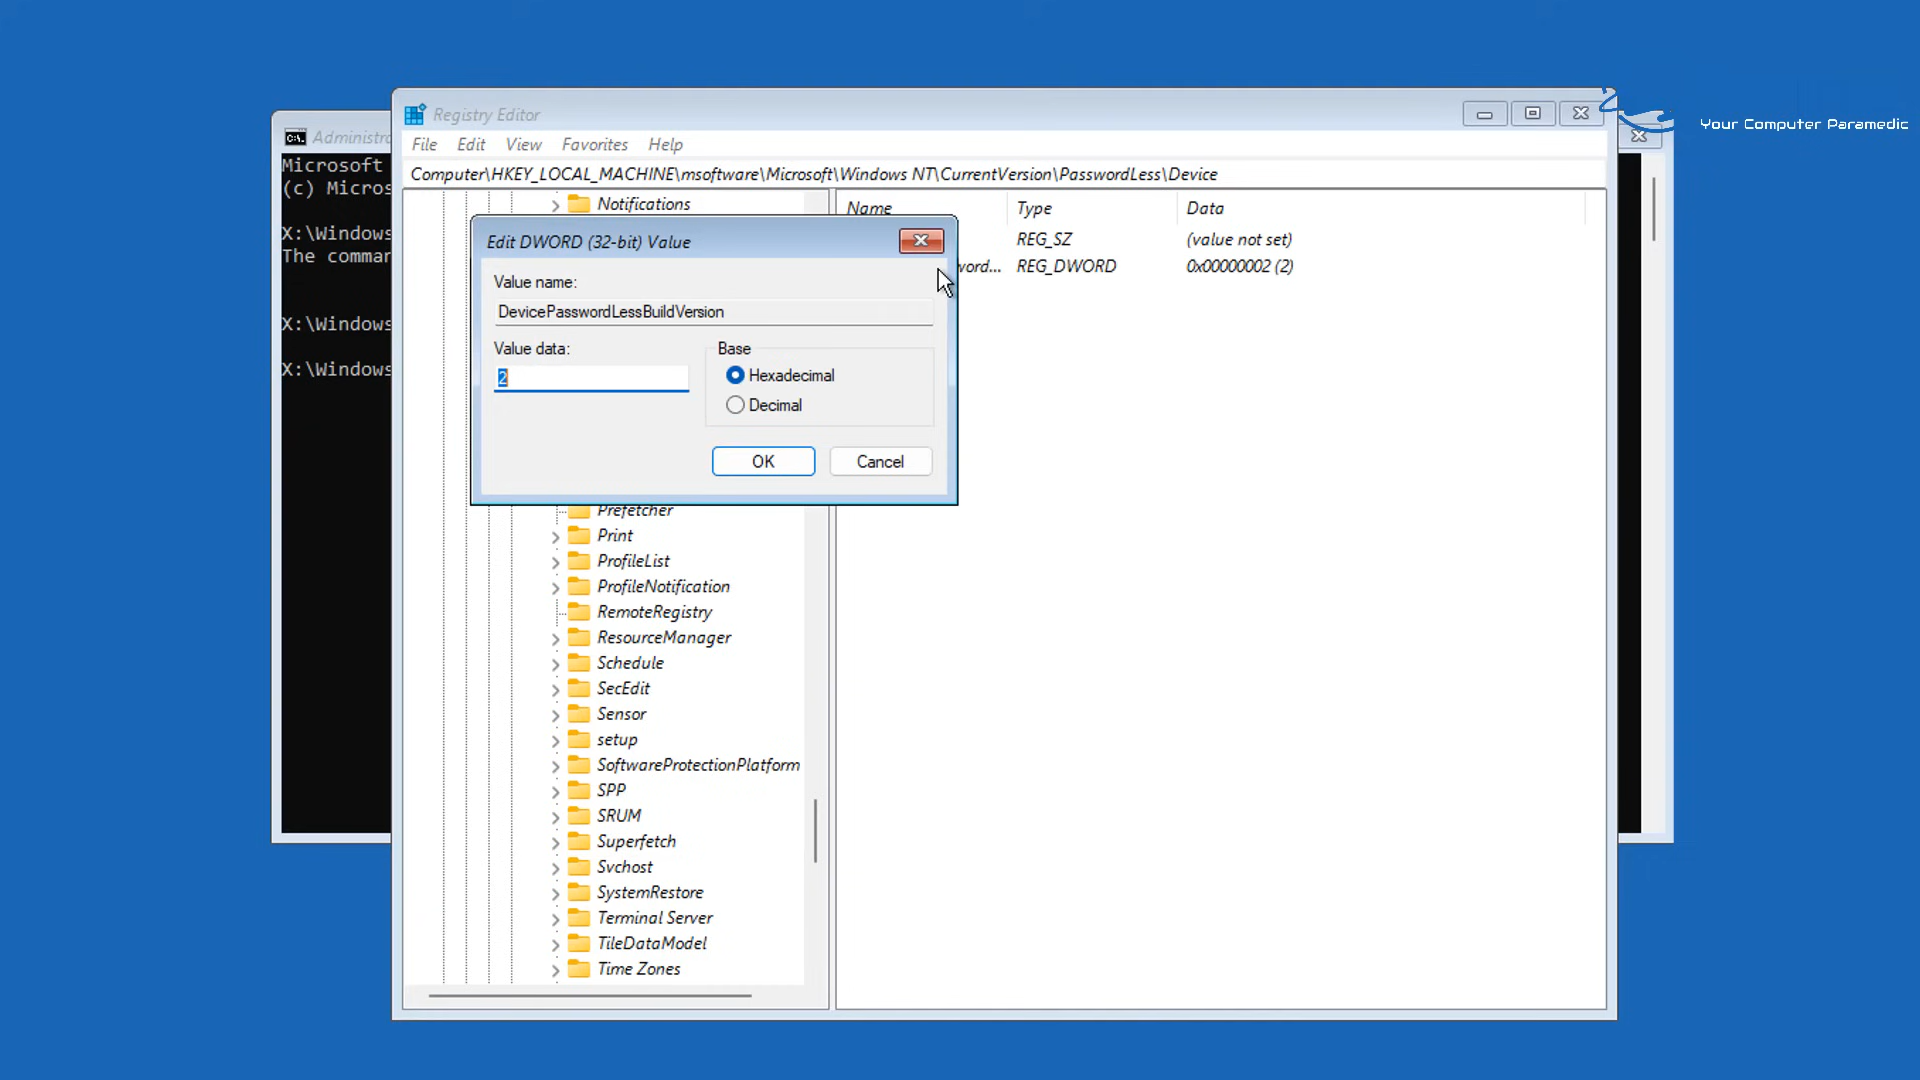 Your Computer Paramedic
Registry Editor
Administra
File Edit View Favorites Help
Microsoft
Computer\HKEY_LOCAL_MACHINE\msoftware\Microsoft\Windows NT\CurrentVersion\PasswordLess\Device
(c) Micros
Notifications
Name Type Data
X:\Windows
Edit DWORD (32-bit) Value
REG_SZ (value not set)
The comman
word... REG_DWORD 0x00000002 (2)
Value name:
DevicePasswordLessBuildVersion
X:\Windows
Value data:
Base
2
Hexadecimal
X:\Windows
Decimal
OK Cancel
Prefetcher
Print
ProfileList
ProfileNotification
RemoteRegistry
ResourceManager
Schedule
SecEdit
Sensor
setup
SoftwareProtectionPlatform
SPP
SRUM
Superfetch
Svchost
SystemRestore
Terminal Server
TileDataModel
Time Zones